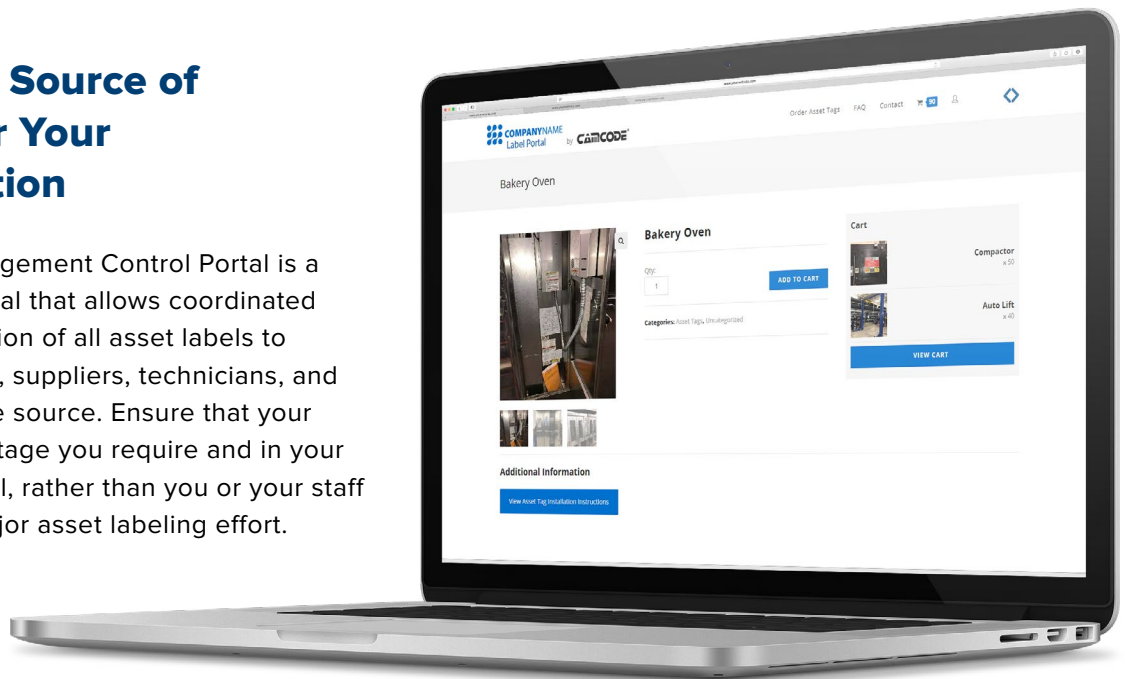 Source of
r Your
tion
gement Control Portal is a
al that allows coordinated
ion of all asset labels to
, suppliers, technicians, and
e source. Ensure that your
tage you require and in your
l, rather than you or your staff
jor asset labeling effort.
Order Asset Tags FAQ Contact 90
COMPANYNAME
Label Portal by CAMCODE
Bakery Oven
Bakery Oven
Qty:
1
ADD TO CART
Categories: Asset Tags, Uncategorized
Cart
Compactor
x 50
Auto Lift
x 40
VIEW CART
Additional Information
View Asset Tag Installation Instructions